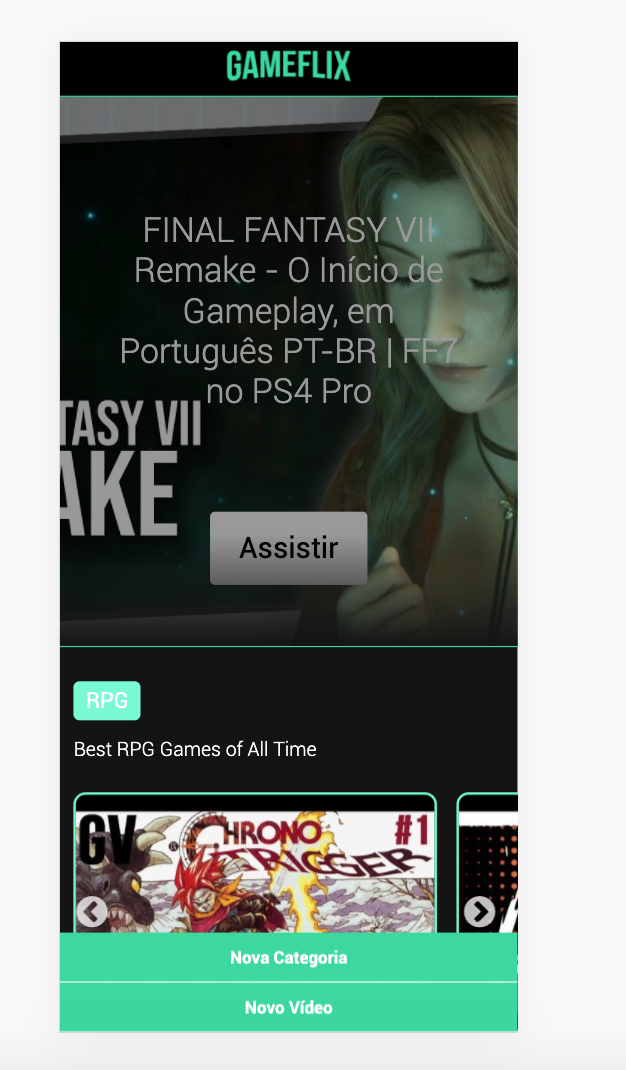 GAMEFLIX
FINAL FANTASY VII
Remake - O Início de
Gameplay, em
Português PT-BR | FF7
no PS4 Pro
TASY VII
AKE
Assistir
RPG
Best RPG Games of All Time
GV
CHRONO
TRIGGER
#1
Nova Categoria
Novo Vídeo